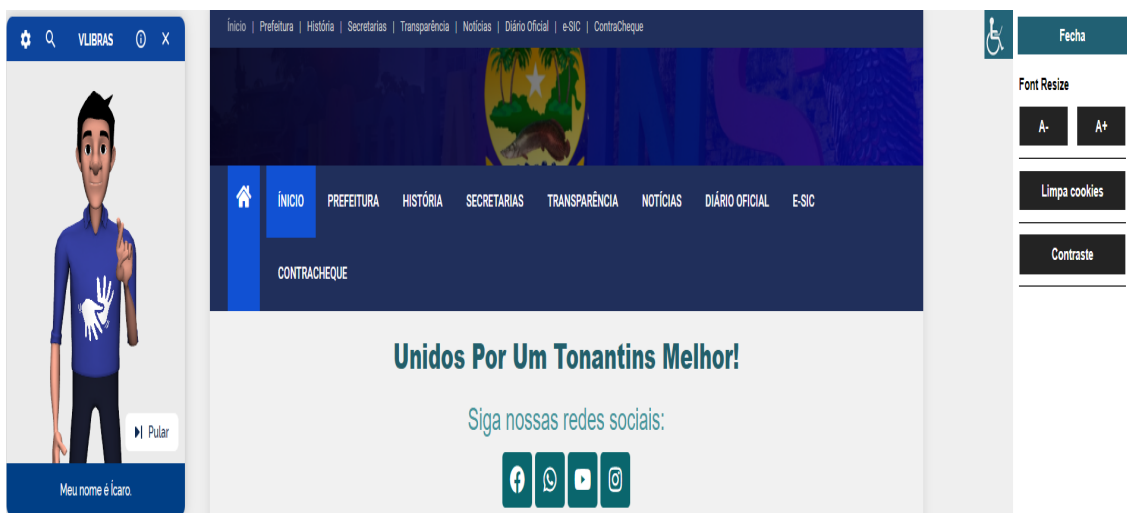 VLIBRAS
Pular
Meu nome é Ícaro.
Ínicio | Prefeitura | História | Secretarias | Transparência | Notícias | Diário Oficial | e-SIC | ContraCheque
NS
ÍNICIO PREFEITURA HISTÓRIA SECRETARIAS TRANSPARÊNCIA NOTÍCIAS DIÁRIO OFICIAL E-SIC
CONTRACHEQUE
Unidos Por Um Tonantins Melhor!
Siga nossas redes sociais:
Fecha
Font Resize
A- A+
Limpa cookies
Contraste